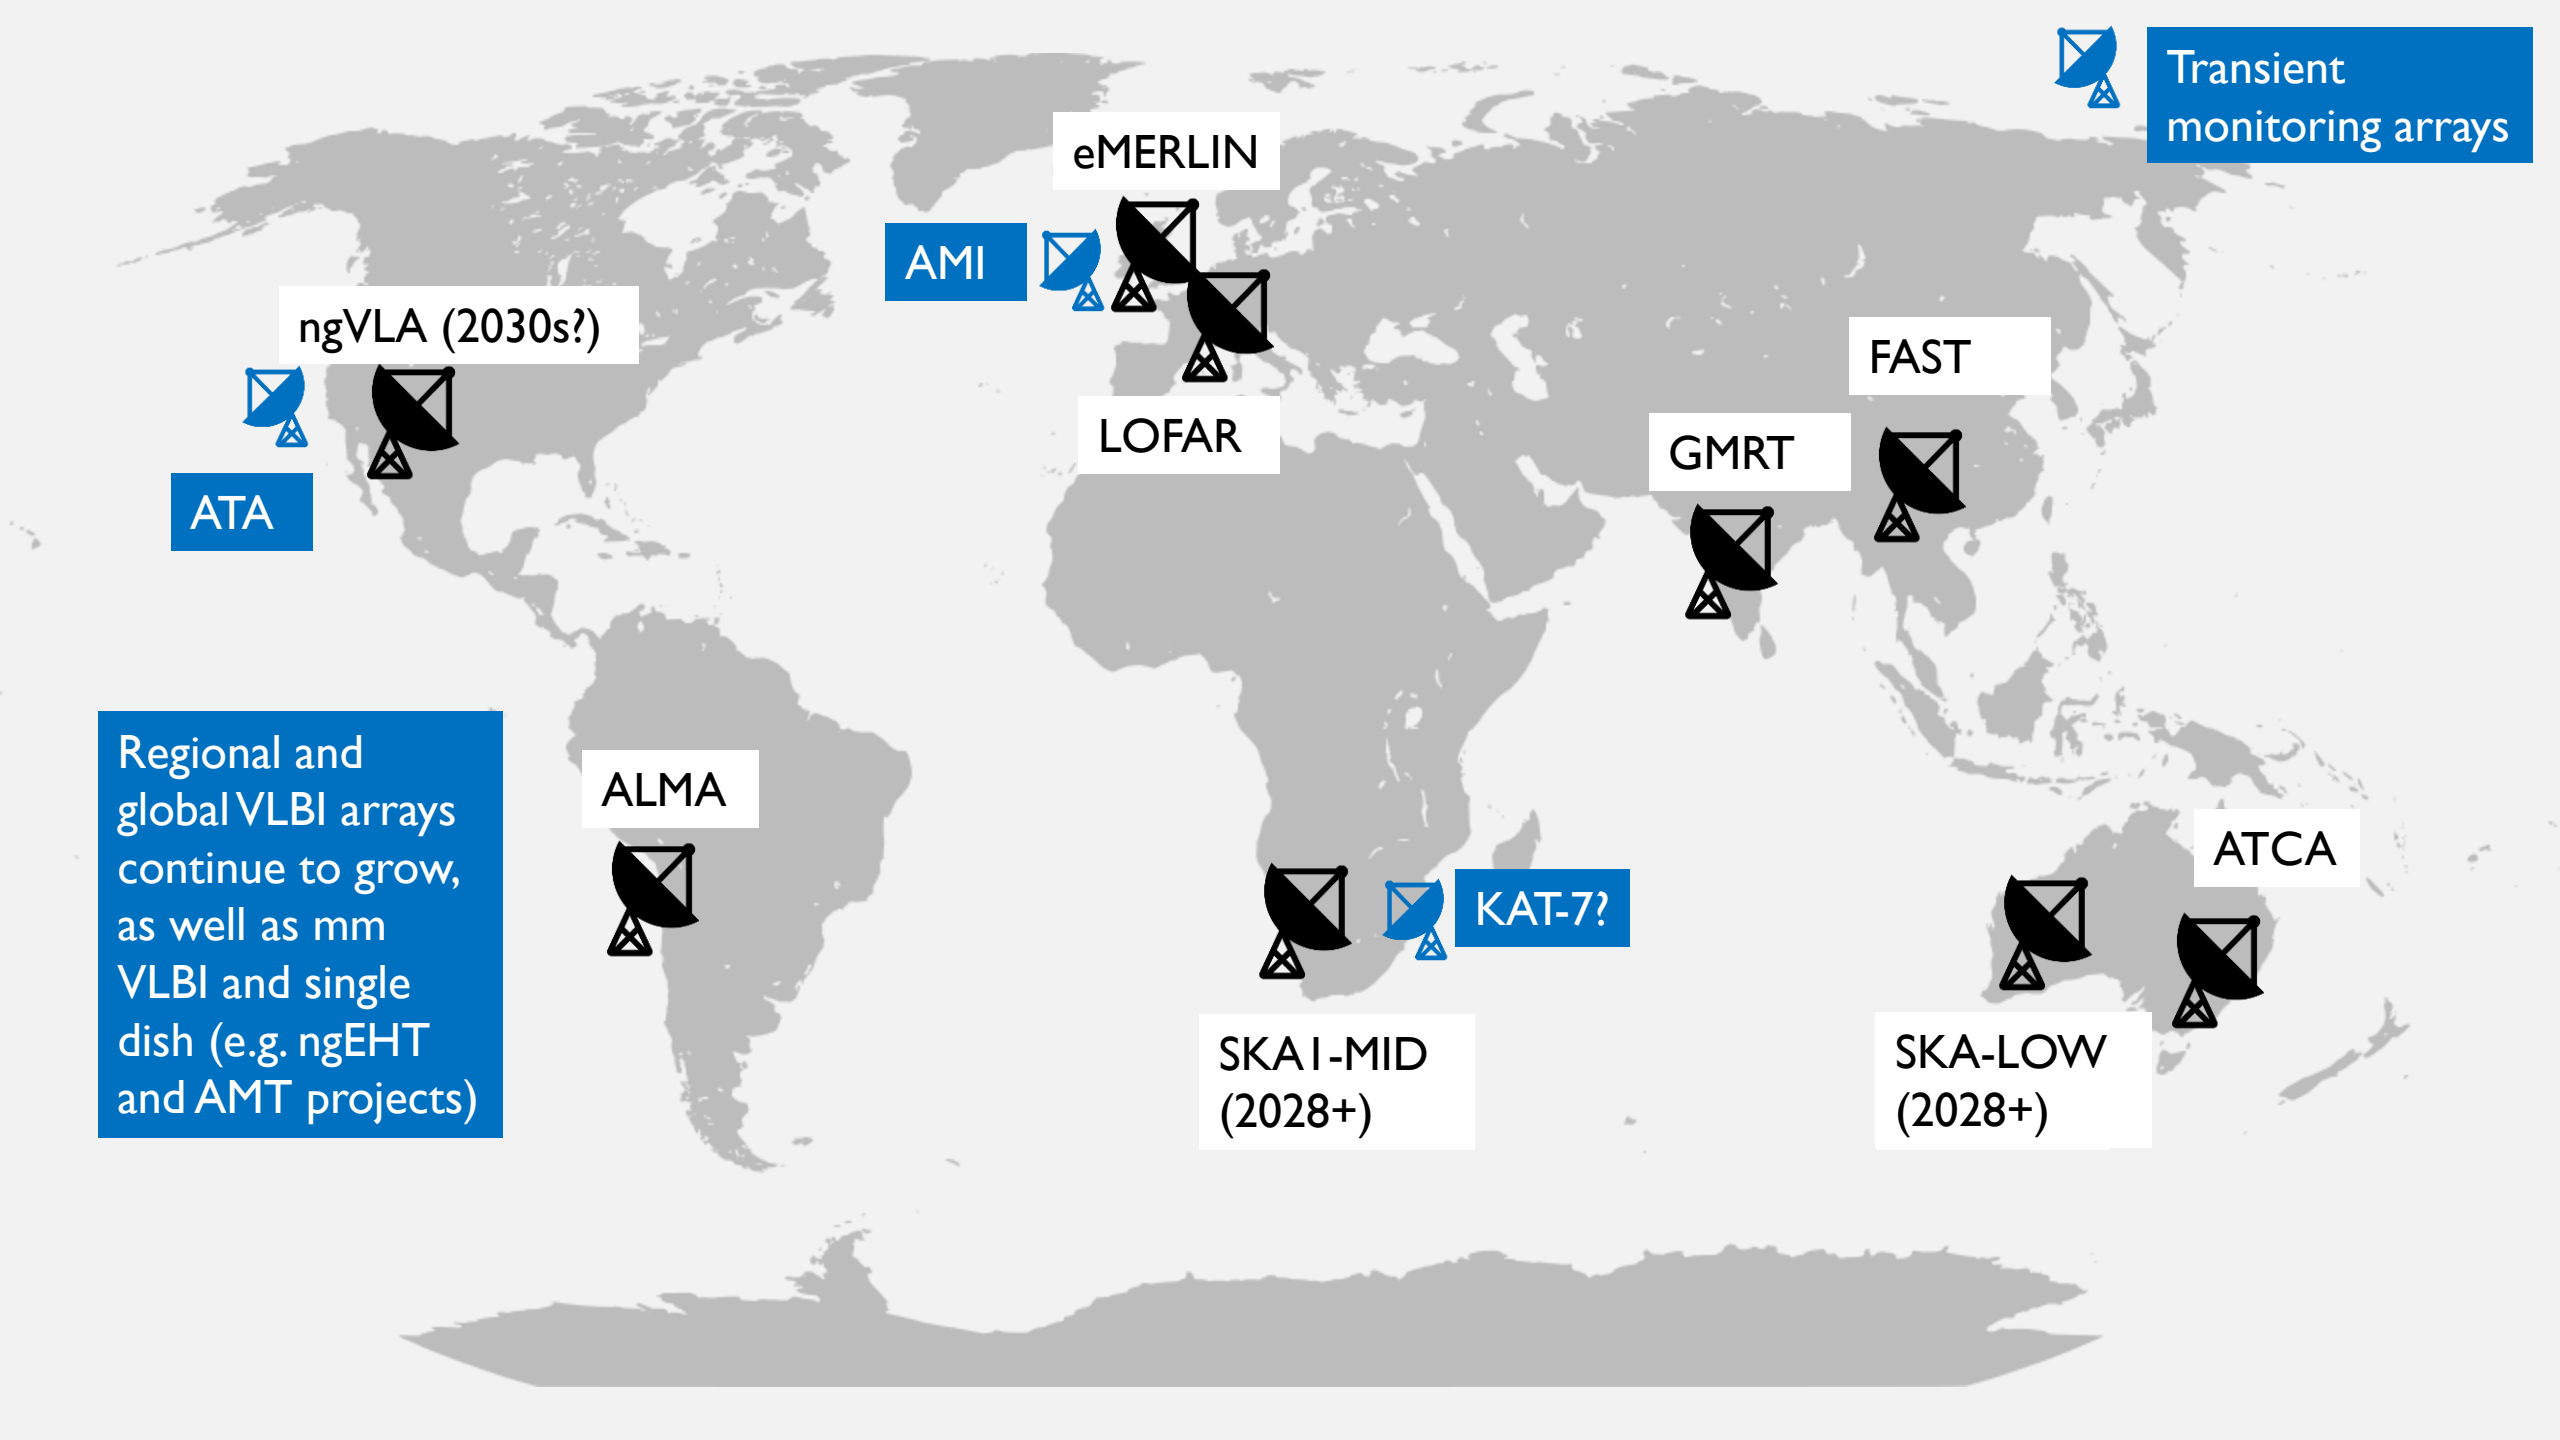 Transient
monitoring arrays
eMERLIN
AMI
ngVLA (2030s?)
FAST
LOFAR
GMRT
ATA
Regional and
global VLBI arrays
continue to grow,
as well as mm
VLBI and single
dish (e.g. ngEHT
and AMT projects)
ALMA
ATCA
KAT-7?
SKA1-MID
(2028+)
SKA-LOW
(2028+)